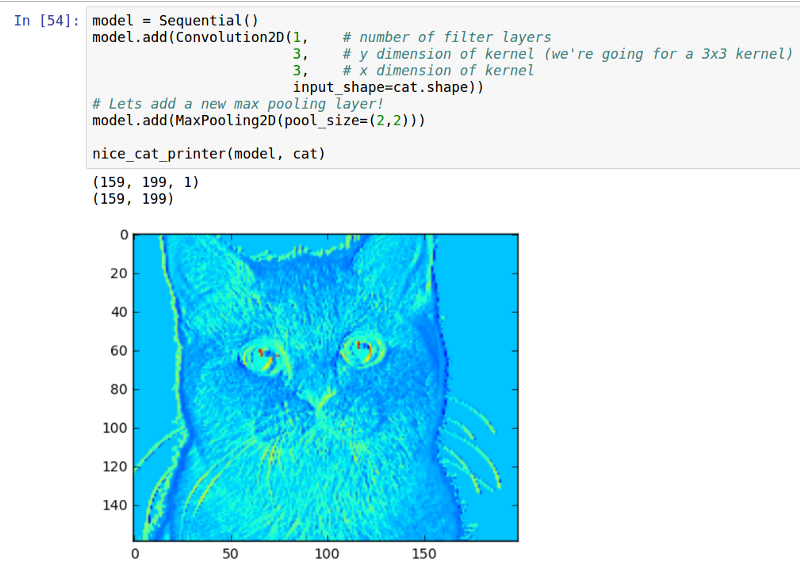 In [54]: model = Sequential()
model.add(Convolution2D(1,    # number of filter layers
                        3,    # y dimension of kernel (we're going for a 3x3 kernel)
                        3,    # x dimension of kernel
                        input_shape=cat.shape))
# Lets add a new max pooling layer!
model.add(MaxPooling2D(pool_size=(2,2)))
nice_cat_printer(model, cat)
(159, 199, 1)
(159, 199)
0
20
40
60
80
100
120
140
0 50 100 150